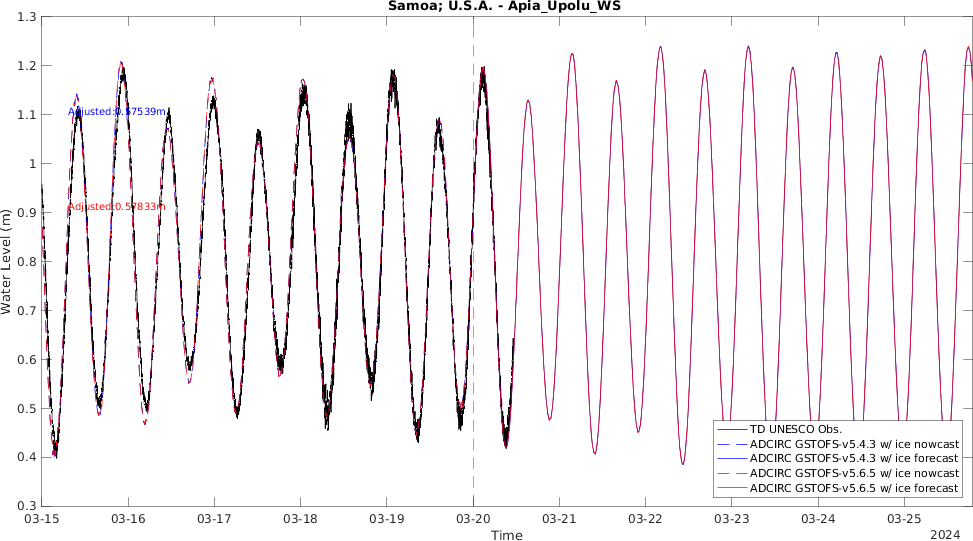 Samoa; U.S.A. - Apia_Upolu_WS
1.3
1.2
1.1
1
0.9
0.8
0.7
0.6
0.5
0.4
0.3
Water Level (m)
Adjusted:0.57539m
Adjusted:0.57833m
TD UNESCO Obs.
ADCIRC GSTOFS-v5.4.3 w/ ice nowcast
ADCIRC GSTOFS-v5.4.3 w/ ice forecast
ADCIRC GSTOFS-v5.6.5 w/ ice nowcast
ADCIRC GSTOFS-v5.6.5 w/ ice forecast
03-15 03-16 03-17 03-18 03-19 03-20 03-21 03-22 03-23 03-24 03-25
Time
2024